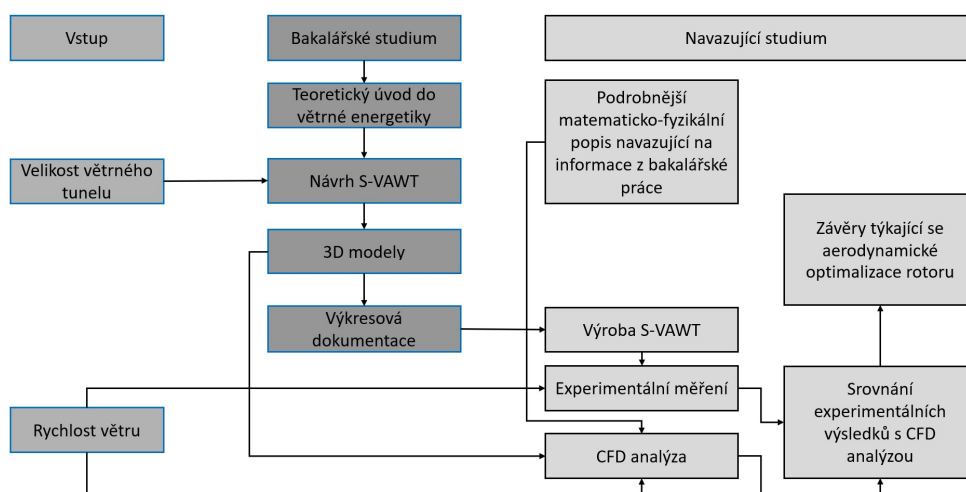 Vstup
Bakalářské studium
Navazující studium
Teoretický úvod do
větrné energetiky
Podrobnější
matematicko-fyzikální
popis navazující na
informace z bakalářské
práce
Velikost větrného
tunelu
Návrh S-VAWT
Závěry týkající se
aerodynamické
optimalizace rotoru
3D modely
Výkresová
dokumentace
Výroba S-VAWT
Experimentální měření
Srovnání
experimentálních
výsledků s CFD
analýzou
Rychlost větru
CFD analýza